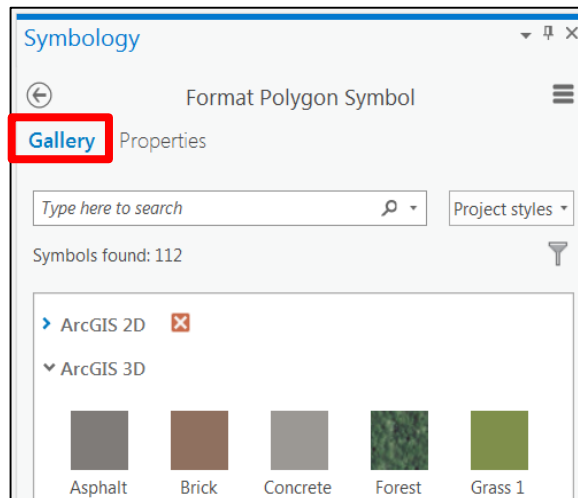 Symbology
Format Polygon Symbol
Gallery Properties
Type here to search Project styles
Symbols found: 112
ArcGIS 2D
ArcGIS 3D
Asphalt Brick Concrete Forest Grass 1